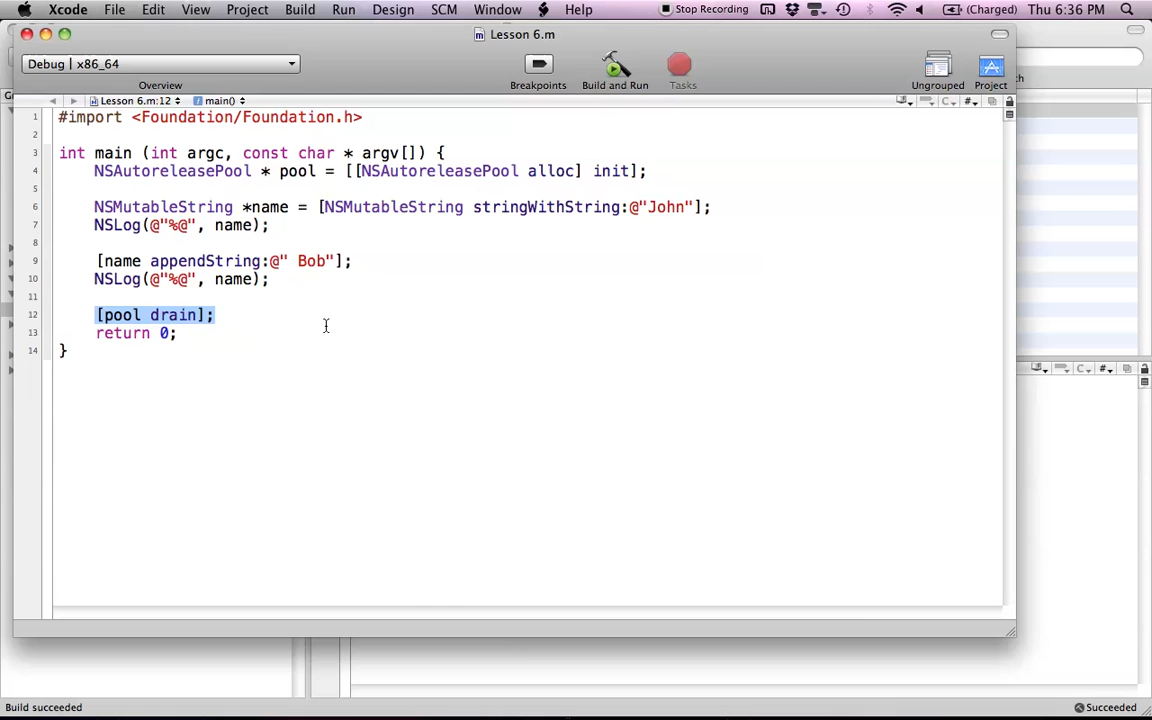 Xcode File Edit View Project Build Run Design SCM Window Help Stop Recording (Charged) Thu 6:36 PM
Lesson 6.m
Debug | x86_64
Overview Breakpoints Build and Run Tasks Ungrouped Project
Lesson 6.m:12 main()
1 #import <Foundation/Foundation.h>
2
3 int main (int argc, const char * argv[]) {
4 NSAutoreleasePool * pool = [[NSAutoreleasePool alloc] init];
5
6 NSMutableString *name = [NSMutableString stringWithString:@"John"];
7 NSLog(@"%@", name);
8
9 [name appendString:@" Bob"];
10 NSLog(@"%@", name);
11
12 [pool drain];
13 return 0;
14 }
Build succeeded Succeeded